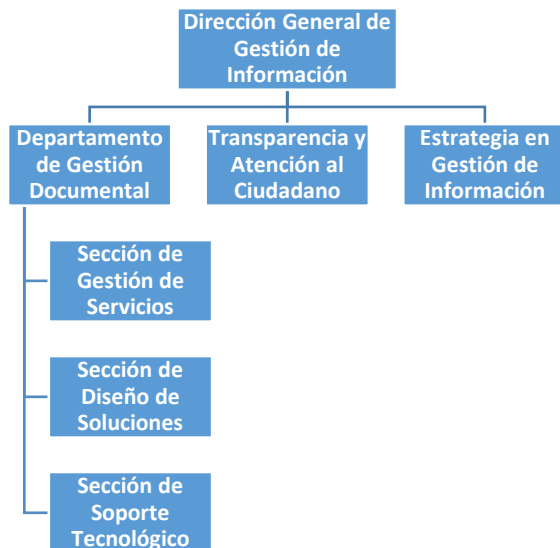 Dirección General de
Gestión de
Información
Departamento
de Gestión
Documental
Transparencia y
Atención al
Ciudadano
Estrategia en
Gestión de
Información
Sección de
Gestión de
Servicios
Sección de
Diseño de
Soluciones
Sección de
Soporte
Tecnológico